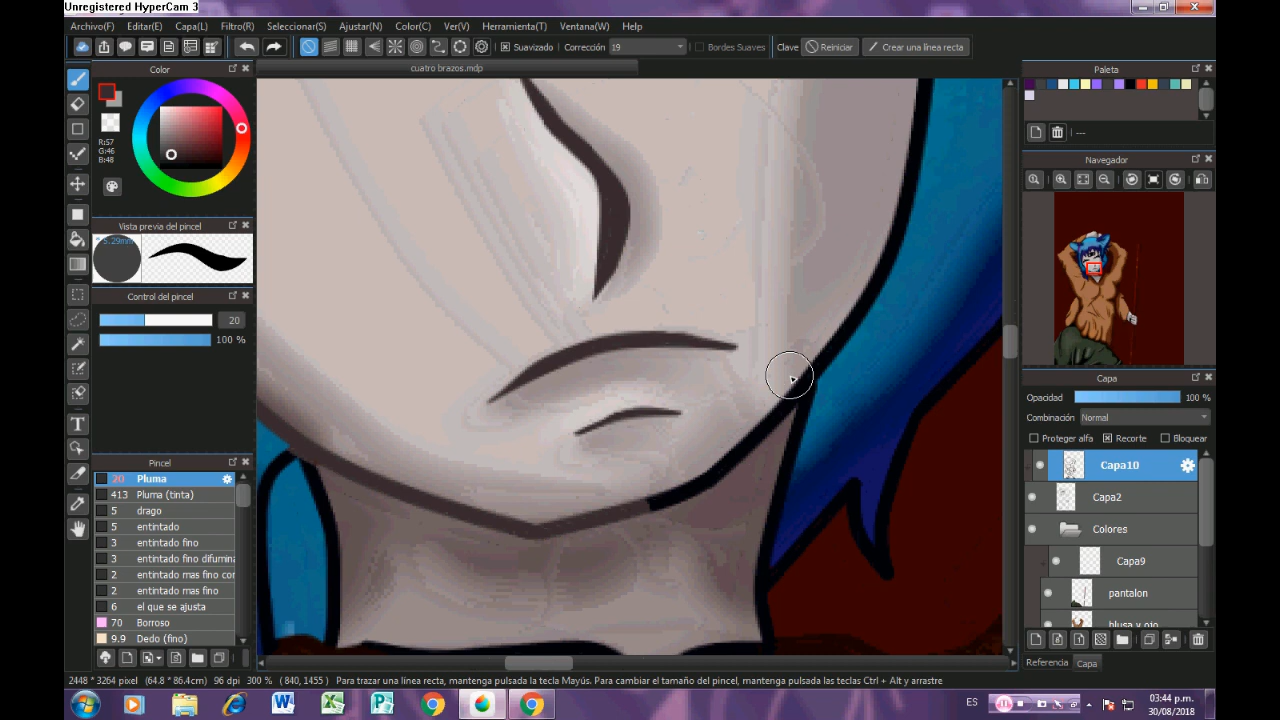 Unregistered HyperCam 3
Archivo(F) Editar(E) Capa(L) Filtro(R) Seleccionar(S) Ajustar(N) Color(C) Ver(V) Herramienta(T) Ventana(W) Help
Suavizado Corrección 19 Bordes Suaves Clave Reiniciar Crear una línea recta
Color
cuatro brazos.mdp
Paleta
R:57
G:46
B:48
---
Navegador
Vista previa del pincel
5.29mm
Control del pincel
20
100 %
Capa
Opacidad 100 %
Combinación Normal
Proteger alfa Recorte Bloquear
Capa10
Capa2
Colores
Capa9
pantalon
blusa y ojo
Referencia Capa
Pincel
20 Pluma
413 Pluma (tinta)
5 drago
5 entintado
3 entintado fino
3 entintado fino difumina
2 entintado mas fino cor
2 entintado mas fino
6 el que se ajusta
70 Borroso
9.9 Dedo (fino)
2448 * 3264 pixel (64.8 * 86.4cm) 96 dpi 300 % ( 840, 1455 ) Para trazar una línea recta, mantenga pulsada la tecla Mayús. Para cambiar el tamaño del pincel, mantenga pulsadas las teclas Ctrl + Alt y arrastre
ES
03:44 p.m.
30/08/2018